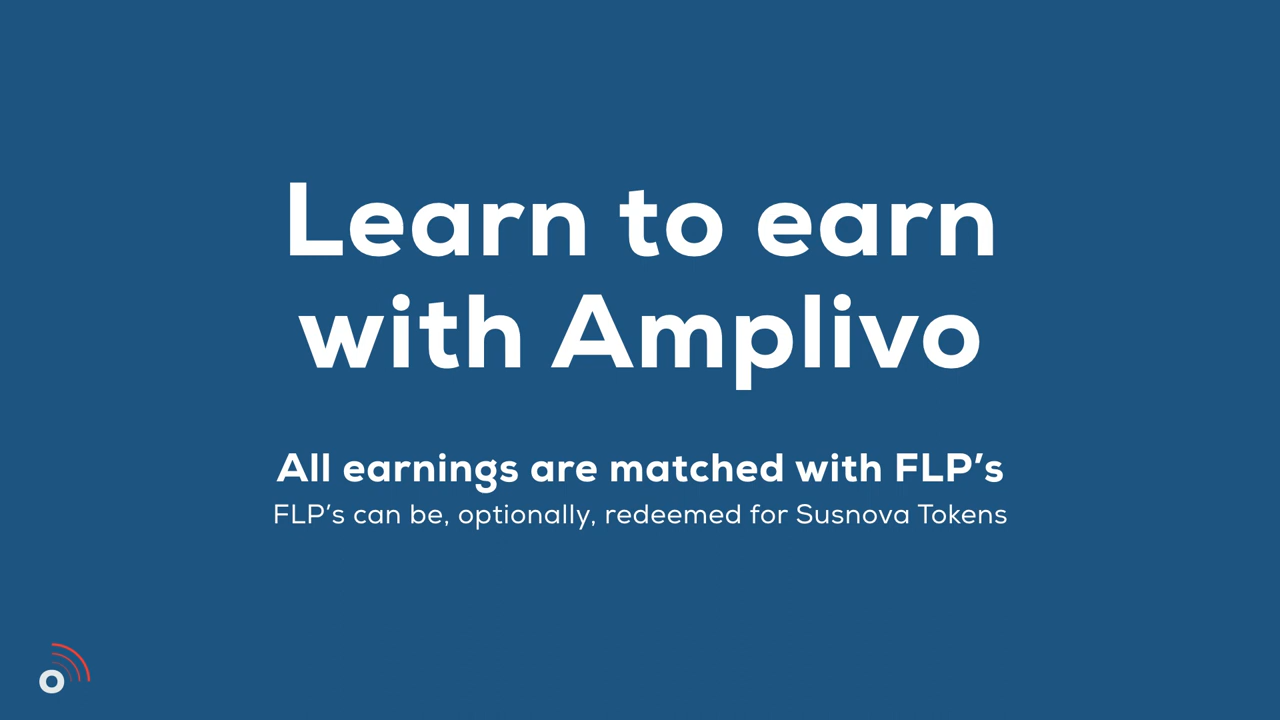 Learn to earn
with Amplivo
All earnings are matched with FLP’s
FLP’s can be, optionally, redeemed for Susnova Tokens